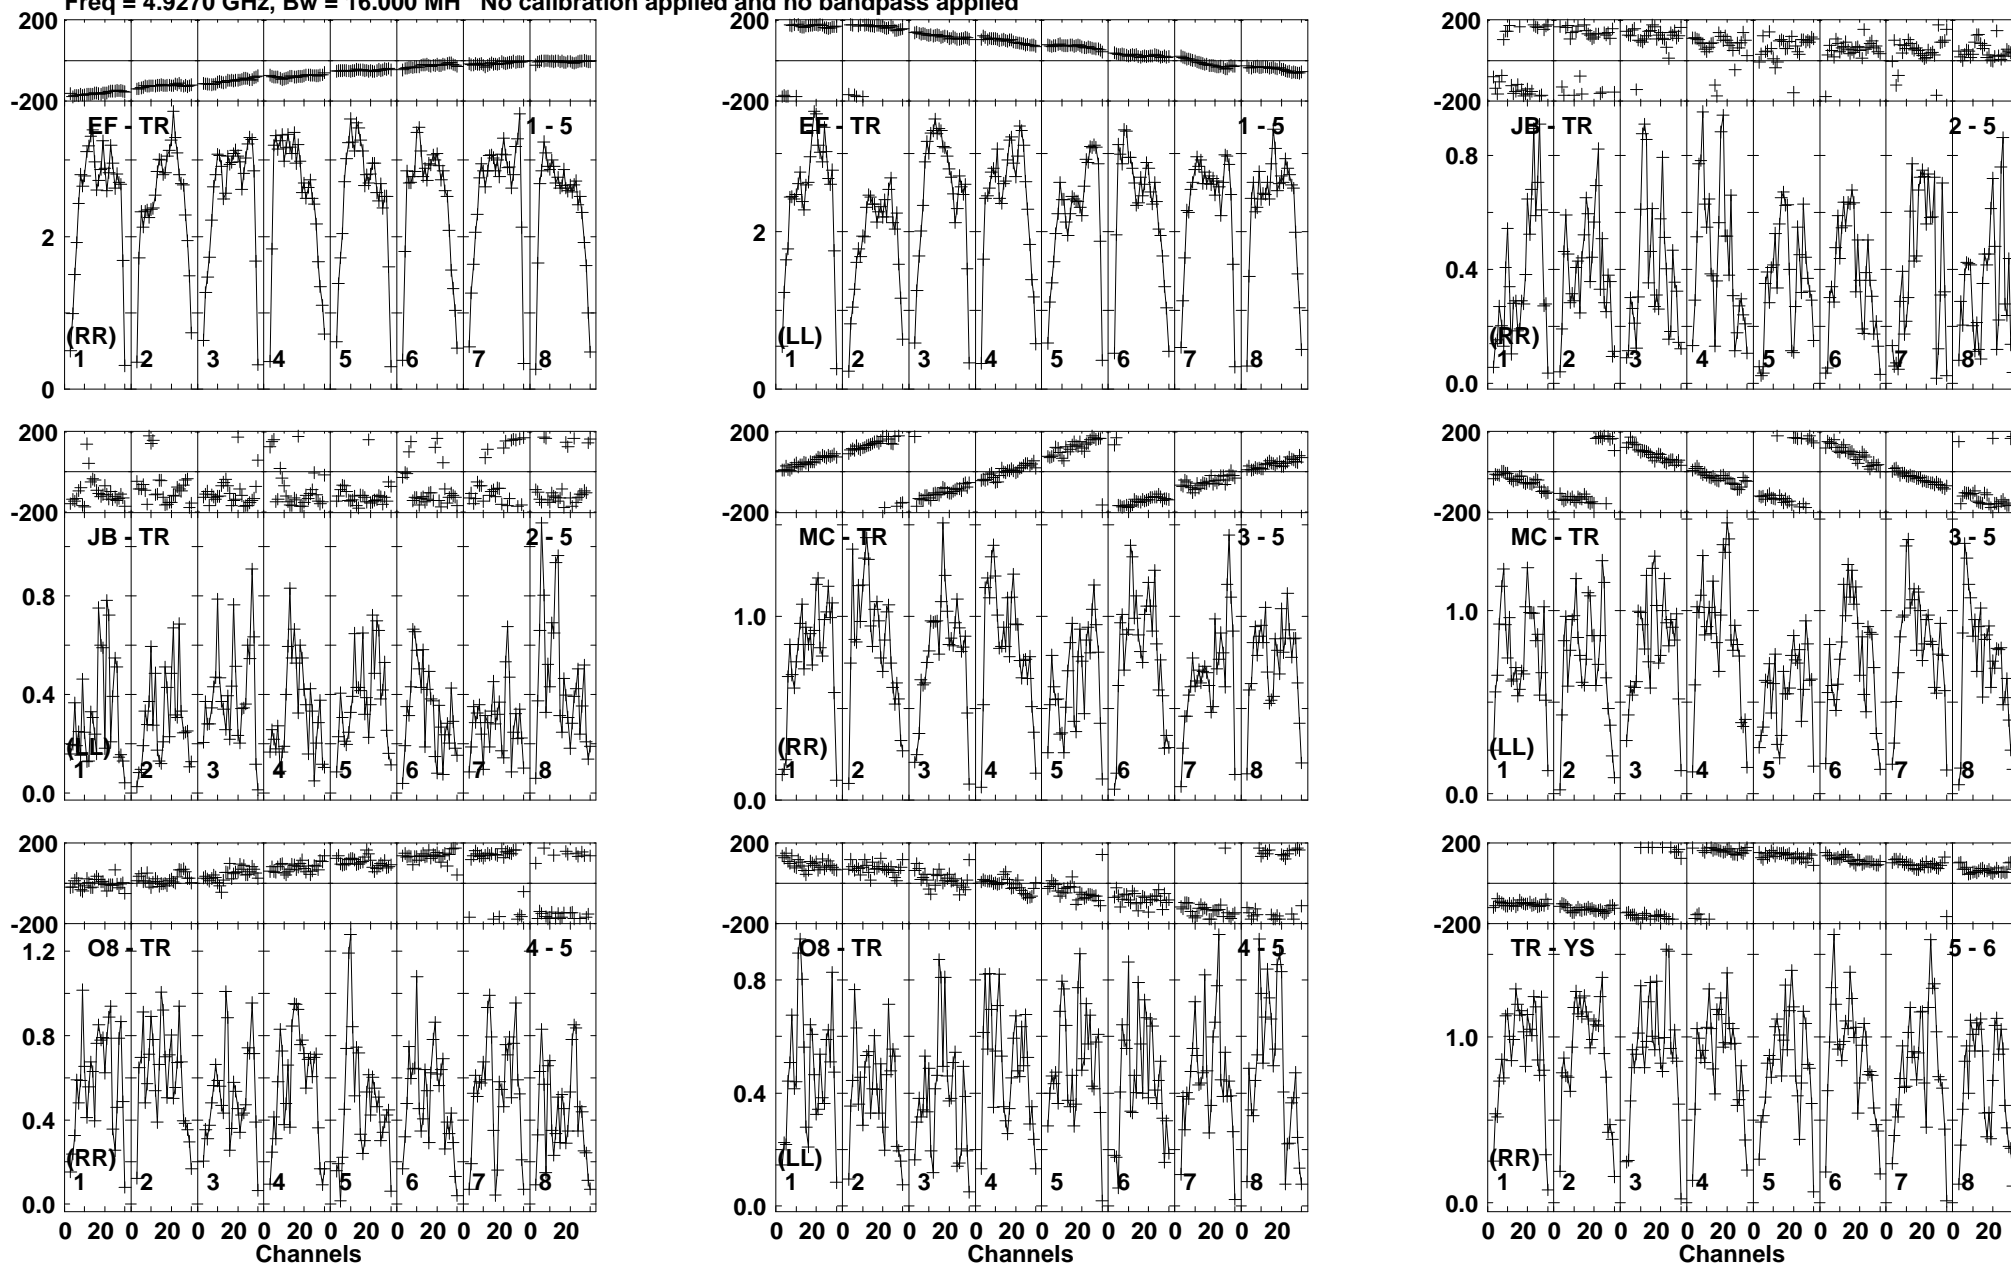 Freq = 4.9270 GHz, Bw = 16.000 MH No calibration applied and no bandpass applied
200 200 200
-200 -200 -200
EF - TR 1 - 5 EF - TR 1 - 5 JB - TR 2 - 5
0.8
2 2
0.4
(RR) (LL) (RR)
1 2 3 4 5 6 7 8 1 2 3 4 5 6 7 8 1 2 3 4 5 6 7 8
0 0 0.0
200 200 200
-200 -200 -200
JB - TR 2 - 5 MC - TR 3 - 5 MC - TR 3 - 5
0.8 1.0 1.0
0.4
(LL) (RR) (LL)
1 2 3 4 5 6 7 8 1 2 3 4 5 6 7 8 1 2 3 4 5 6 7 8
0.0 0.0 0.0
200 200 200
-200 -200 -200
O8 - TR 4 - 5 O8 - TR 4 - 5 TR - YS 5 - 6
1.2
0.8 0.8 1.0
0.4 0.4
(RR) (LL) (RR)
1 2 3 4 5 6 7 8 1 2 3 4 5 6 7 8 1 2 3 4 5 6 7 8
0.0 0.0 0.0
0 20 0 20 0 20 0 20 0 20 0 20 0 20 0 20 0 20 0 20 0 20 0 20 0 20 0 20 0 20 0 20 0 20 0 20 0 20 0 20 0 20 0 20 0 20 0 20
Channels Channels Channels